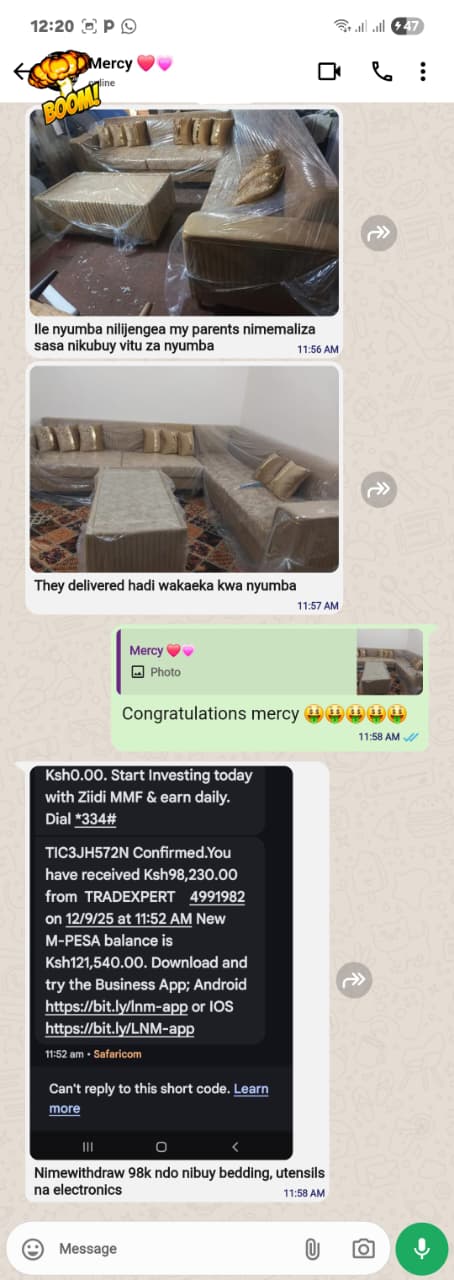 12:20
47
Mercy
online
BOOM!
Ile nyumba nilijengea my parents nimemaliza
sasa nikubuy vitu za nyumba
11:56 AM
They delivered hadi wakaeka kwa nyumba
11:57 AM
Mercy
Photo
Congratulations mercy
11:58 AM
Ksh0.00. Start Investing today
with Ziidi MMF & earn daily.
Dial *334#
TIC3JH572N Confirmed.You
have received Ksh98,230.00
from TRADEXPERT 4991982
on 12/9/25 at 11:52 AM New
M-PESA balance is
Ksh121,540.00. Download and
try the Business App; Android
https://bit.ly/lnm-app or IOS
https://bit.ly/LNM-app
11:52 am • Safaricom
Can't reply to this short code. Learn
more
Nimewithdraw 98k ndo nibuy bedding, utensils
na electronics
11:58 AM
Message